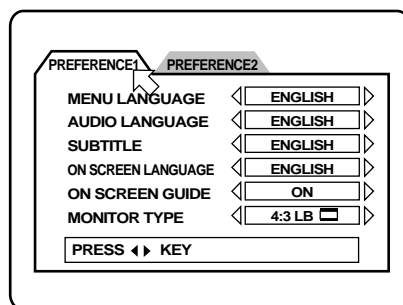 PREFERENCE1 PREFERENCE2
MENU LANGUAGE ENGLISH
AUDIO LANGUAGE ENGLISH
SUBTITLE ENGLISH
ON SCREEN LANGUAGE ENGLISH
ON SCREEN GUIDE ON
MONITOR TYPE 4:3 LB
PRESS ◀ ▶ KEY